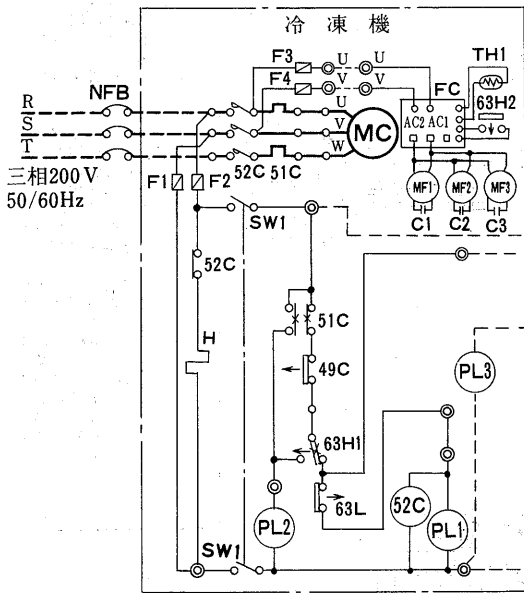 冷凍機
F3 U U
F4 V V
TH1
FC
63H2
NFB
R
S
T
U
V
W
MC
AC2 AC1
52C 51C
三相200V
50/60Hz
F1 F2
MF1 MF2 MF3
C1 C2 C3
SW1
52C
51C
H
49C
PL3
63H1
63L
52C
PL2
PL1
SW1